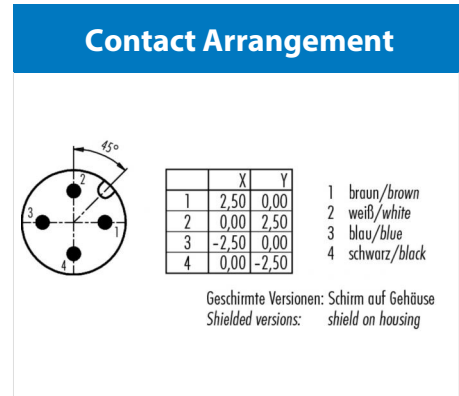 Contact Arrangement
45°
2
3
1
4
X Y
1 2,50 0,00
2 0,00 2,50
3 -2,50 0,00
4 0,00 -2,50
1 braun/brown
2 weiß/white
3 blau/blue
4 schwarz/black
Geschirmte Versionen: Schirm auf Gehäuse
Shielded versions: shield on housing